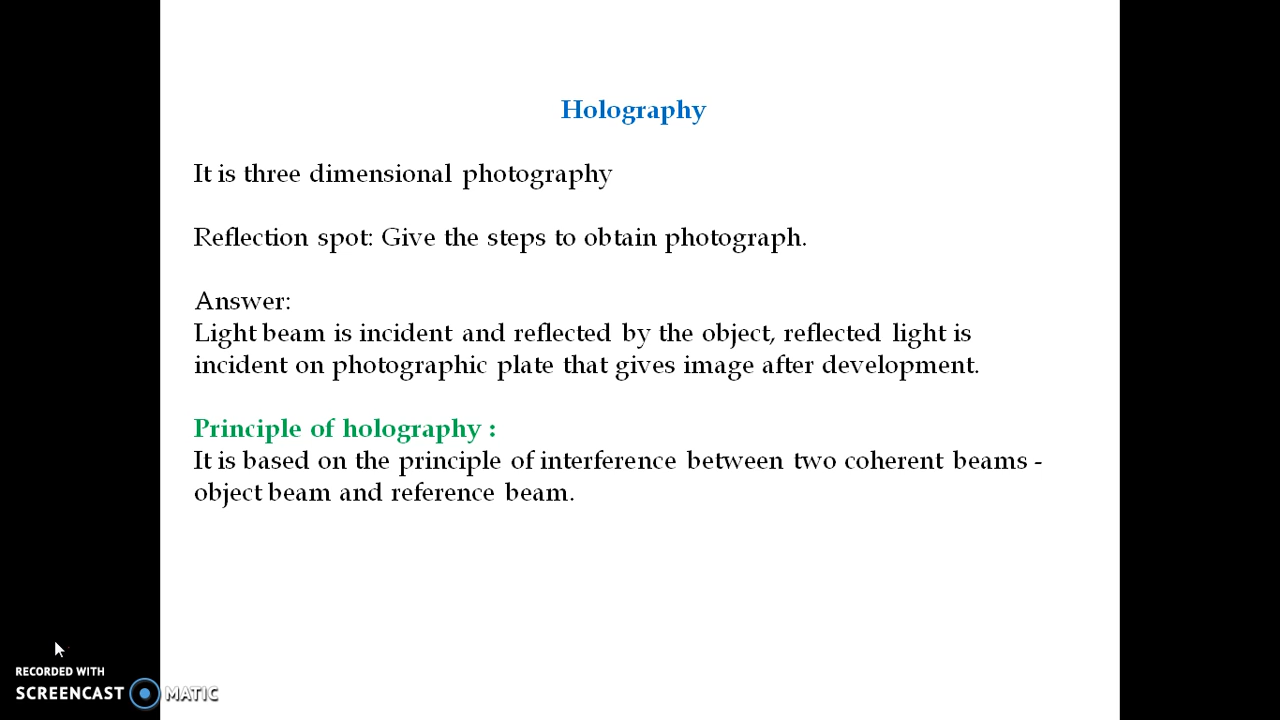 Holography
It is three dimensional photography
Reflection spot: Give the steps to obtain photograph.
Answer:
Light beam is incident and reflected by the object, reflected light is
incident on photographic plate that gives image after development.
Principle of holography :
It is based on the principle of interference between two coherent beams -
object beam and reference beam.
RECORDED WITH
SCREENCAST MATIC